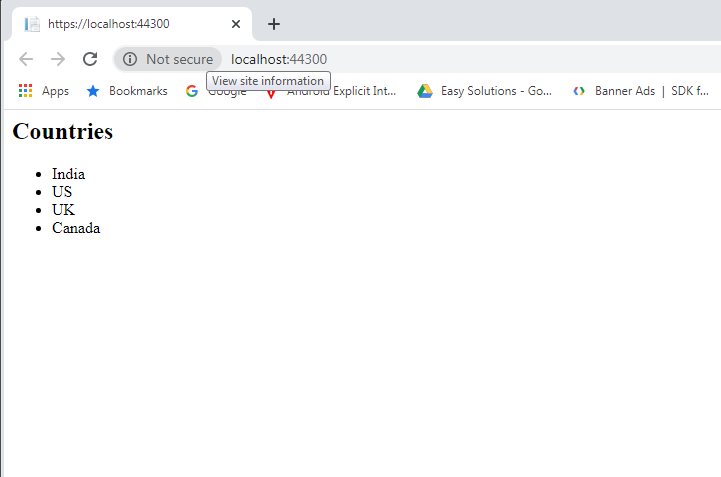 https://localhost:44300
Not secure localhost:44300
View site information
Apps Bookmarks Google Android Explicit Int... Easy Solutions - Go... Banner Ads | SDK f...
Countries
India
US
UK
Canada